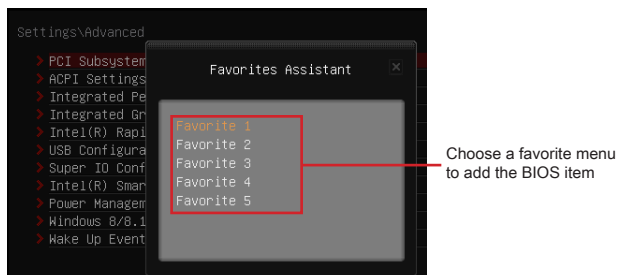 Settings\Advanced
> PCI Subsystem
> ACPI Settings
> Integrated Pe
> Integrated Gr
> Intel(R) Rapi
> USB Configura
> Super IO Conf
> Intel(R) Smar
> Power Managem
> Windows 8/8.1
> Wake Up Event
Favorites Assistant
Favorite 1
Favorite 2
Favorite 3
Favorite 4
Favorite 5
Choose a favorite menu
to add the BIOS item